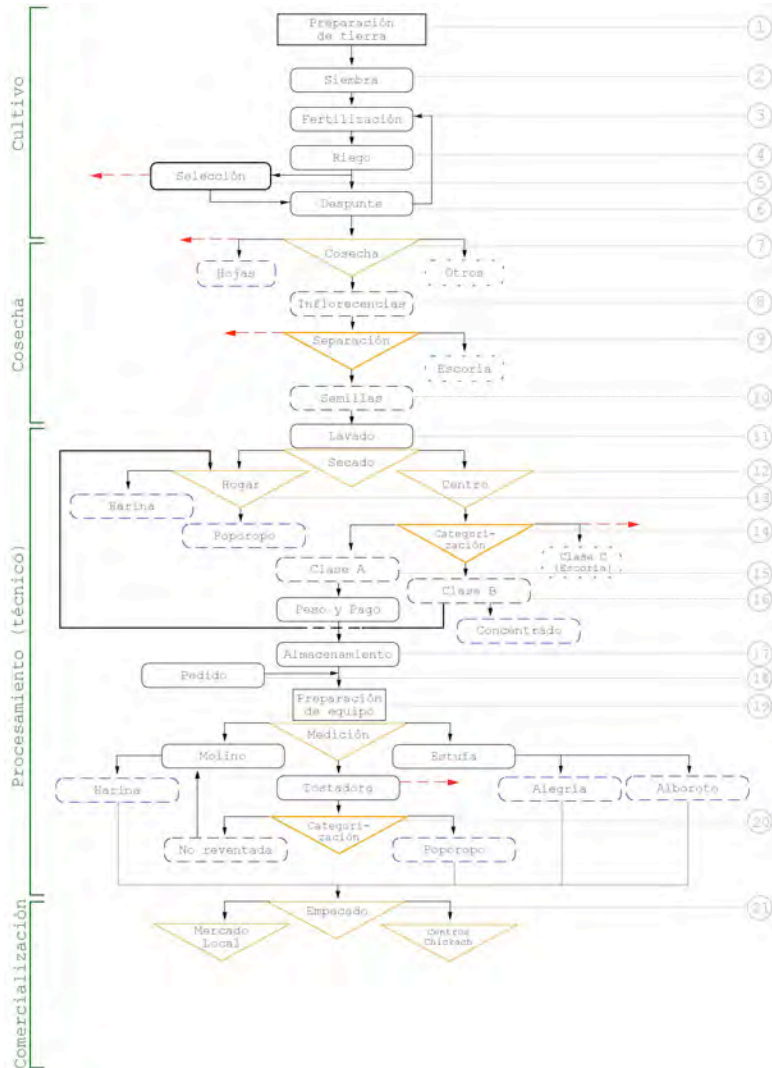 Cultivo
Preparación
de tierra
1
Siembra
2
Fertilización
3
Riego
4
Selección
5
Despunte
6
Cosecha
Cosecha
7
Hojas
Otros
Inflorecencias
8
Separación
9
Escoria
Semillas
10
Procesamiento (técnico)
Lavado
11
Secado
12
Hogar
Centro
13
Harina
Poporopo
Categori-
zación
14
Clase A
Clase C
(Escoria)
15
Clase B
16
Peso y Pago
Concentrado
Almacenamiento
17
Pedido
18
Preparación
de equipo
19
Medición
Molino
Estufa
Harina
Tostadora
Alegría
Alboroto
Categori-
zación
20
No reventada
Poporopo
Comercialización
Empacado
21
Mercado
Local
Centros
Chickach